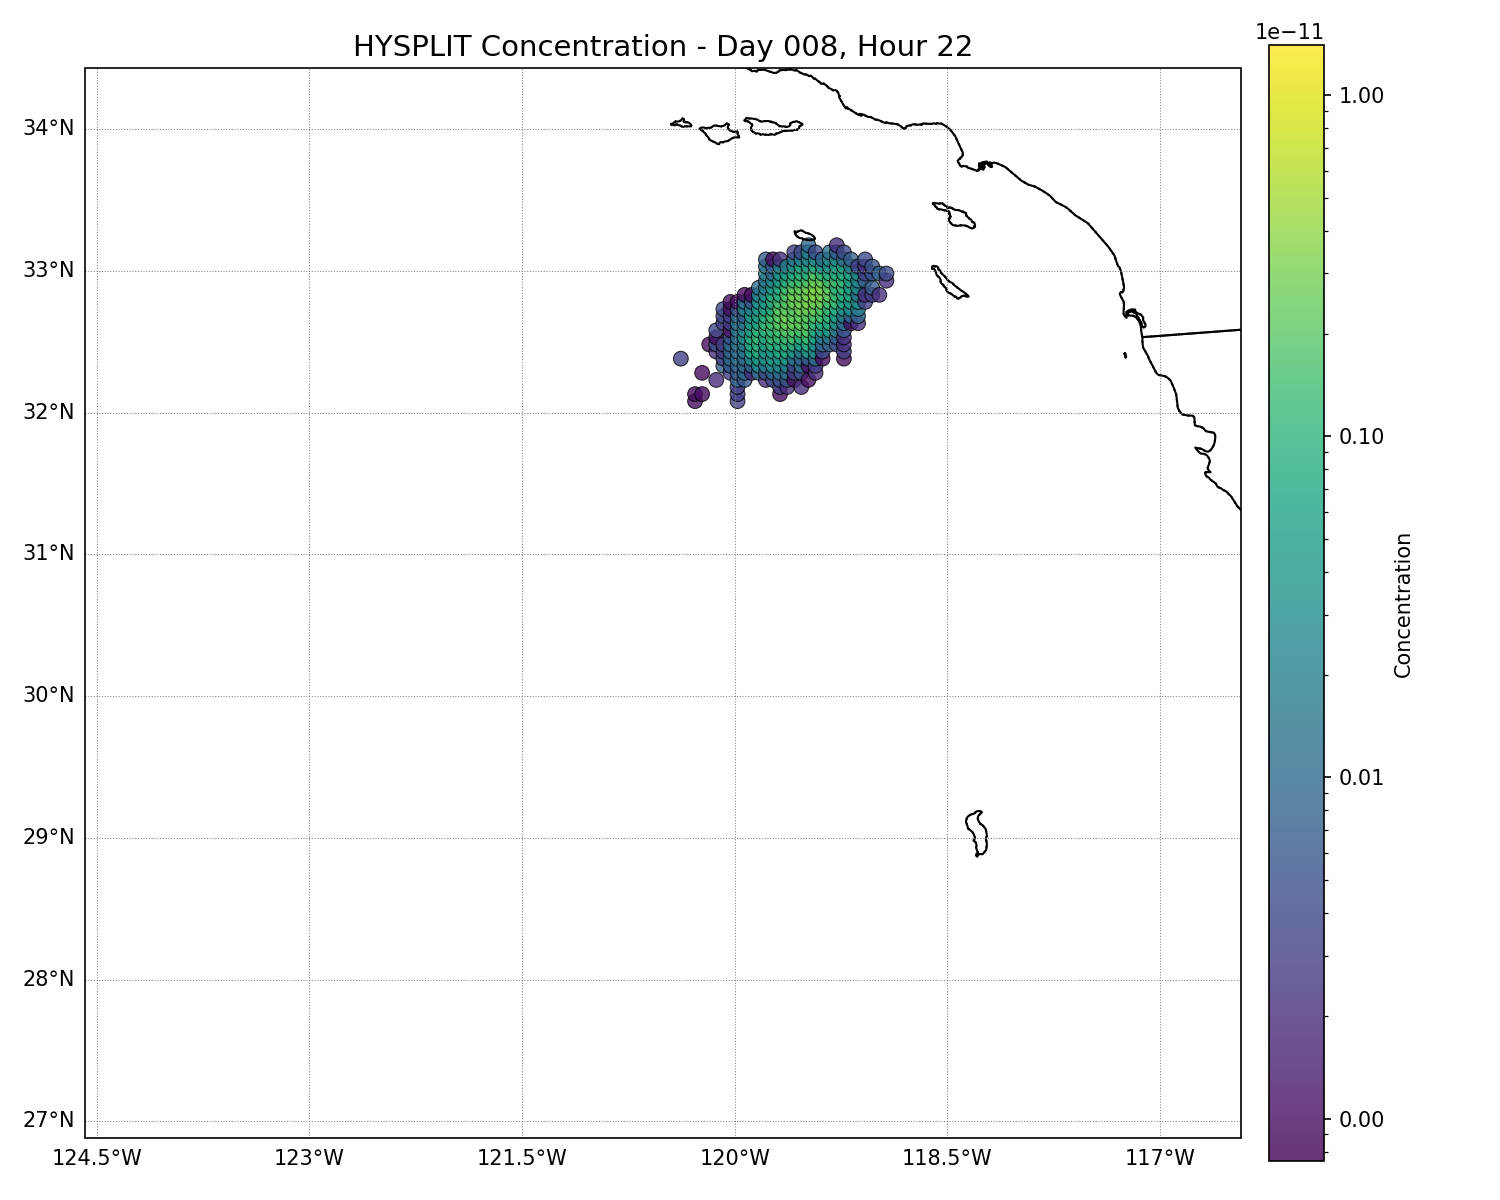 HYSPLIT Concentration - Day 008, Hour 22
1e−11
34°N
33°N
32°N
31°N
30°N
29°N
28°N
27°N
124.5°W
123°W
121.5°W
120°W
118.5°W
117°W
1.00
0.10
0.01
0.00
Concentration